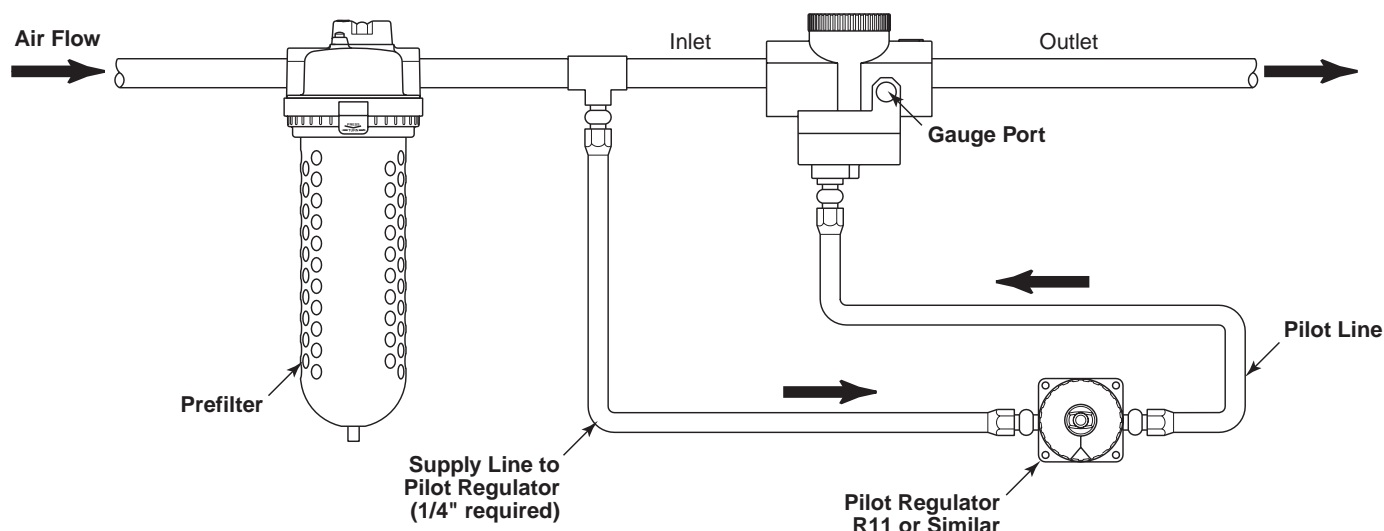 Air Flow
Inlet
Outlet
Gauge Port
Pilot Line
Prefilter
Supply Line to
Pilot Regulator
(1/4" required)
Pilot Regulator
R11 or Similar